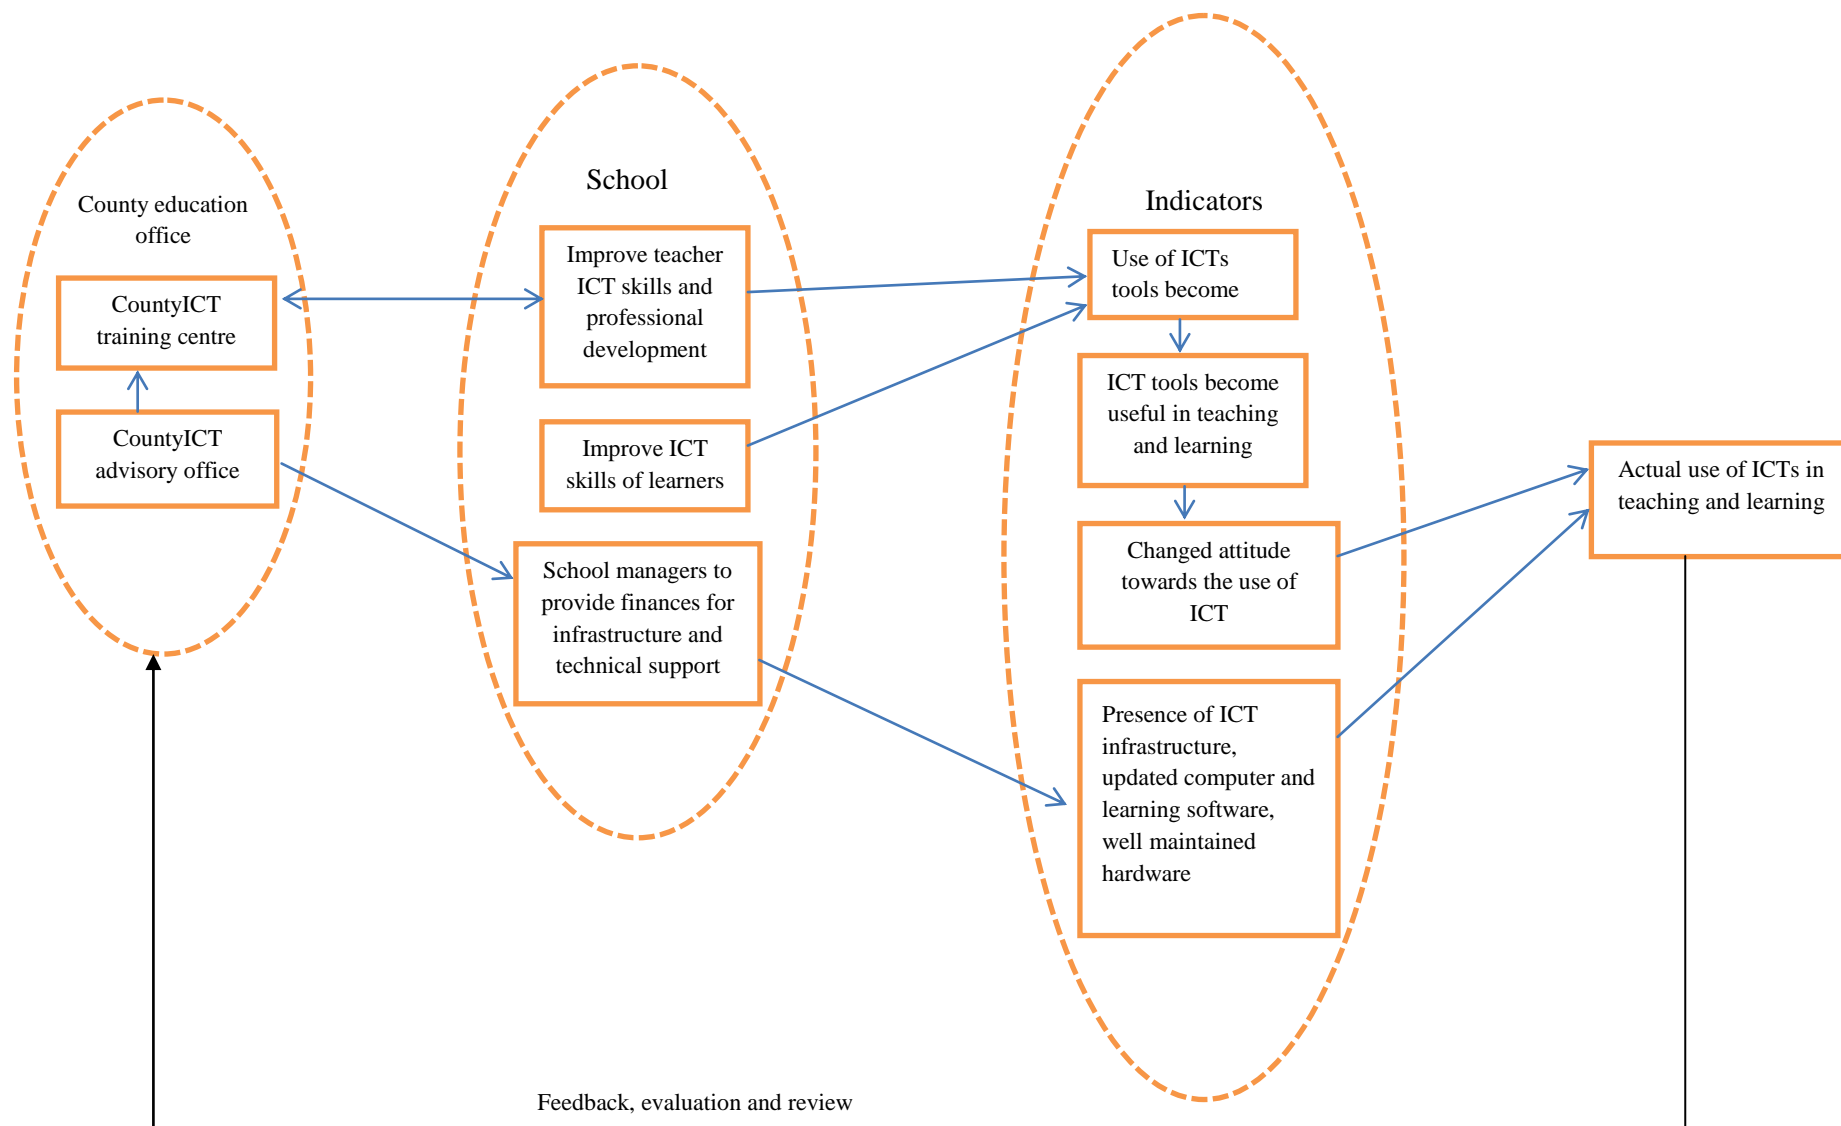 County education
office
CountyICT
training centre
CountyICT
advisory office
School
Improve teacher
ICT skills and
professional
development
Improve ICT
skills of learners
School managers to
provide finances for
infrastructure and
technical support
Indicators
Use of ICTs
tools become
ICT tools become
useful in teaching
and learning
Changed attitude
towards the use of
ICT
Presence of ICT
infrastructure,
updated computer and
learning software,
well maintained
hardware
Actual use of ICTs in
teaching and learning
Feedback, evaluation and review